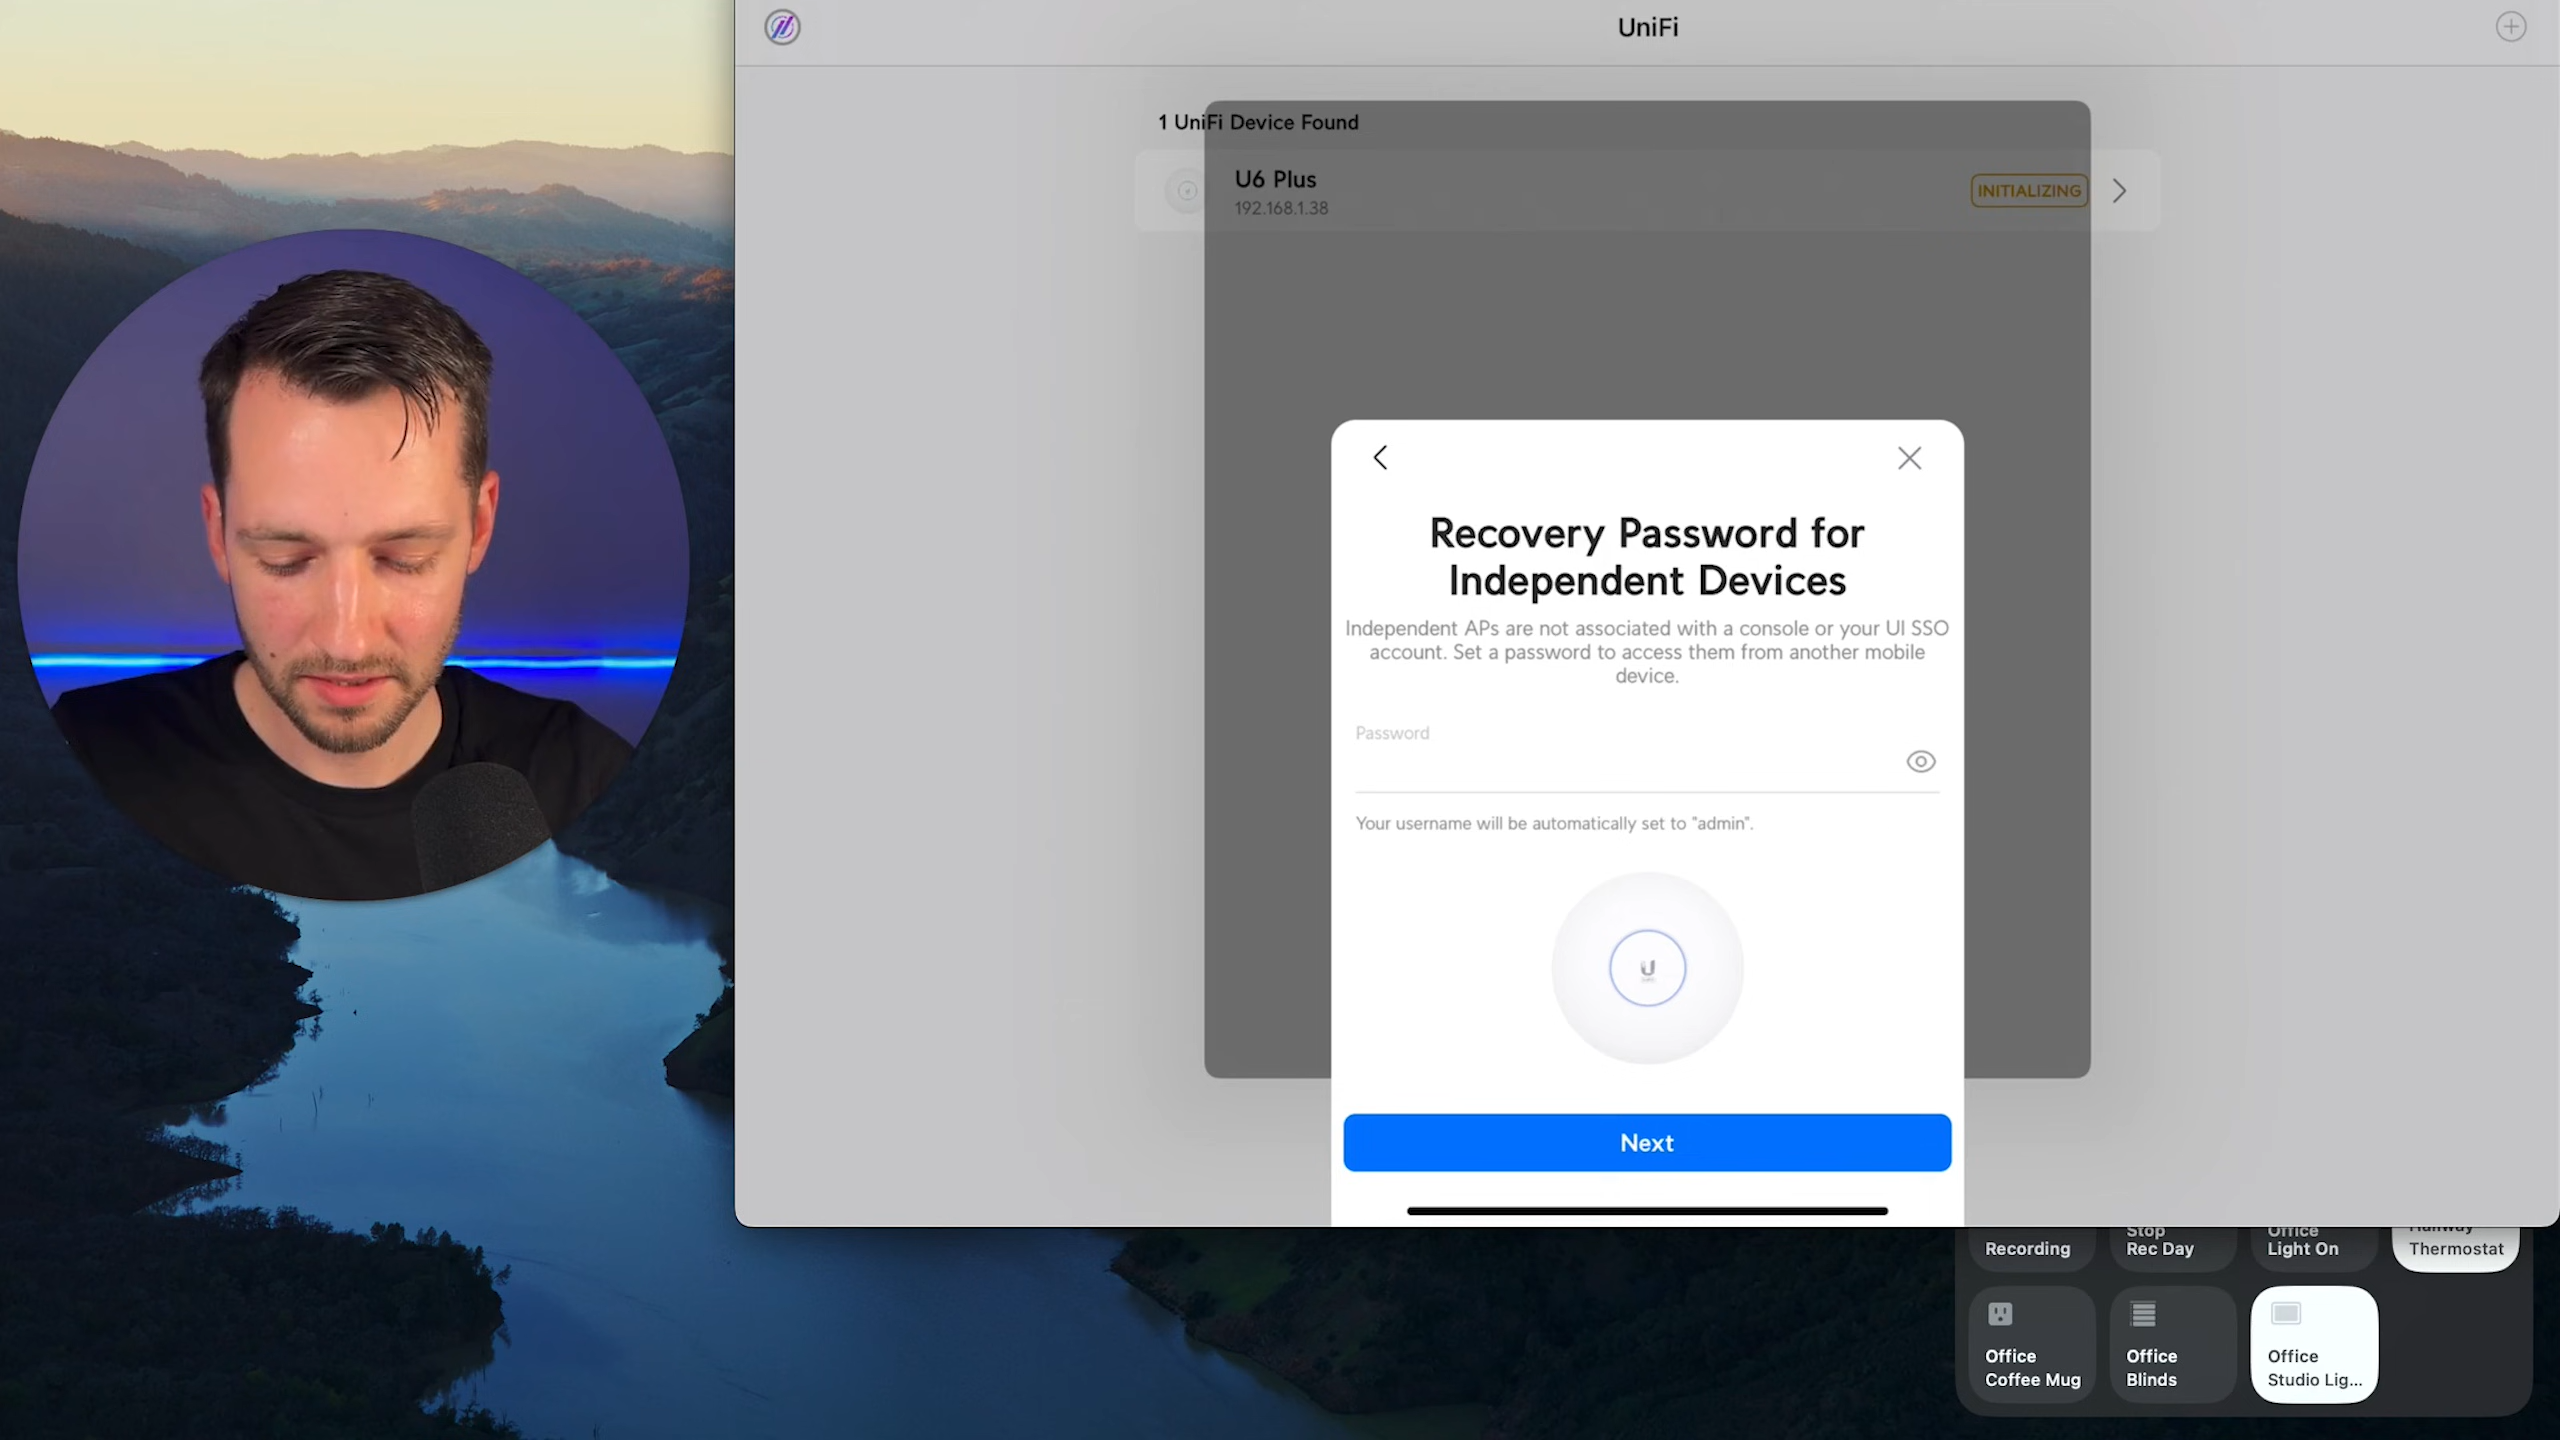 UniFi
1 UniFi Device Found
U6 Plus
INITIALIZING
192.168.1.38
Recovery Password for
Independent Devices
Independent APs are not associated with a console or your UI SSO
account. Set a password to access them from another mobile
device.
Password
Your username will be automatically set to "admin".
U
Next
Recording
Stop
Rec Day
Office
Light On
Hallway
Thermostat
Office
Coffee Mug
Office
Blinds
Office
Studio Lig...